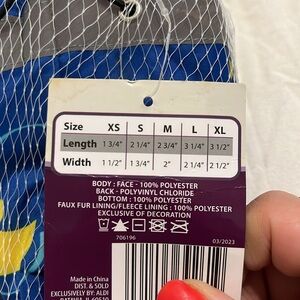 Size XS S M L XL
Length 1 3/4" 2 1/4" 2 3/4" 3 1/4" 3 1/2"
Width 1 1/2" 1 3/4" 2" 2 1/4" 2 1/2"
BODY : FACE - 100% POLYESTER
BACK - POLYVINYL CHLORIDE
BOTTOM : 100% POLYESTER
FAUX FUR LINING/FLEECE LINING : 100% POLYESTER
EXCLUSIVE OF DECORATION
706196 03/2023
Made in China
DIST. & SOLD
EXCLUSIVELY BY: ALDI
BATAVIA, IL 60510